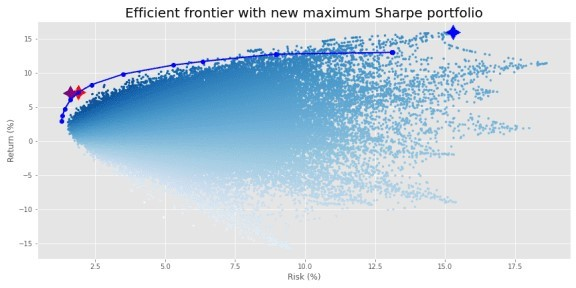 Efficient frontier with new maximum Sharpe portfolio
Return (%)
15
10
5
0
−5
−10
−15
2.5 5.0 7.5 10.0 12.5 15.0 17.5
Risk (%)